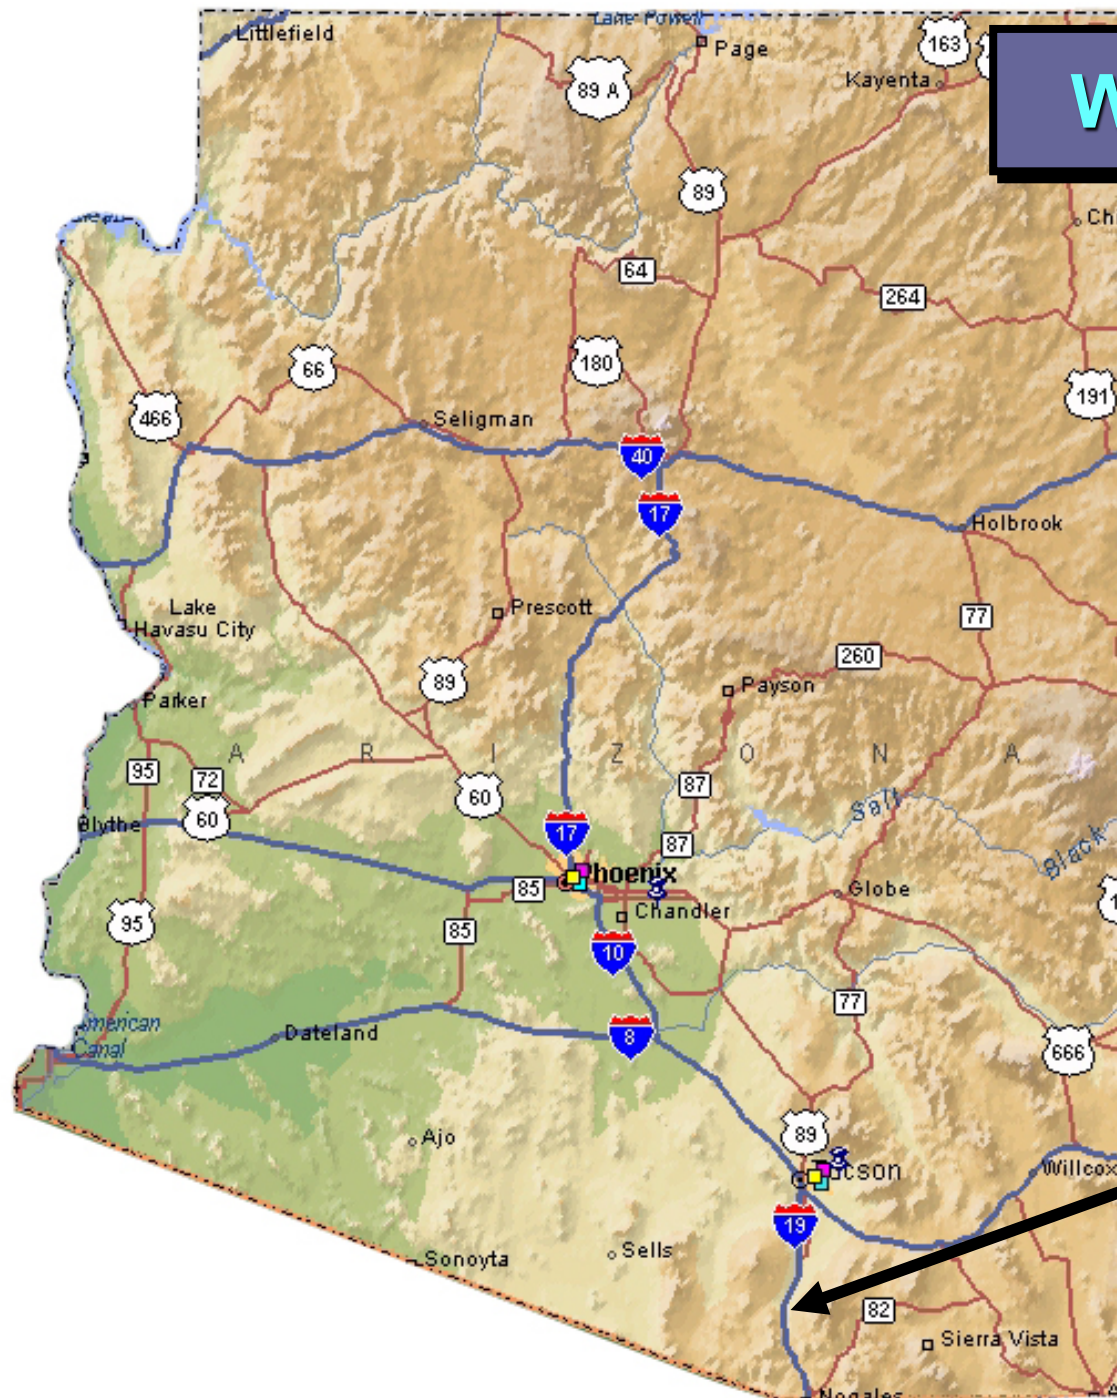 Littlefield
Lake Powell
Page
163
Kayenta
W
89 A
89
Ch
64
264
180
66
191
466
Seligman
40
17
Holbrook
Lake
Havasu City
Prescott
77
260
89
Payson
Parker
A R I Z O N A
95
72
60
60
87
Salt
Blythe
17
87
Black
Phoenix
85
Globe
Chandler
95
85
10
77
American
Canal
Dateland
8
666
Ajo
89
Tucson
Willcox
19
Sells
Sonoyta
82
Sierra Vista
Nogales